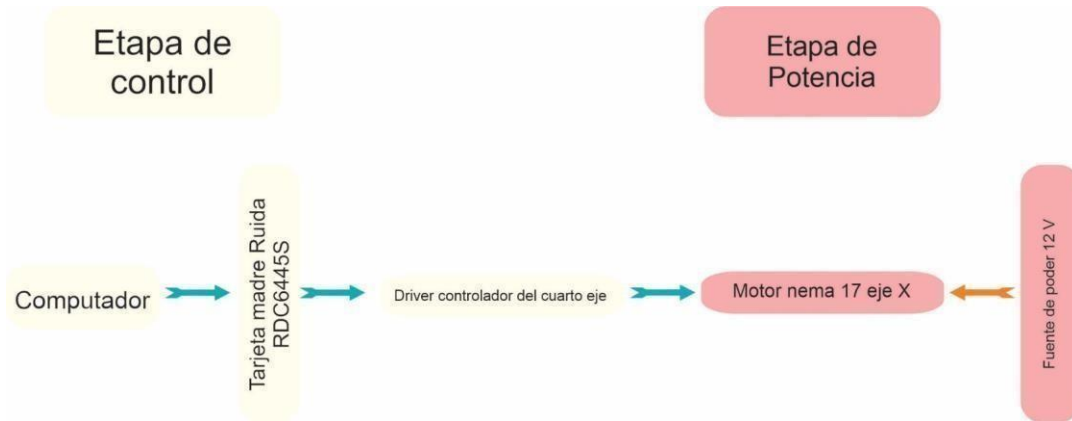 Etapa de
control
Etapa de
Potencia
Computador
Tarjeta madre Ruida
RDC6445S
Driver controlador del cuarto eje
Motor nema 17 eje X
Fuente de poder 12 V